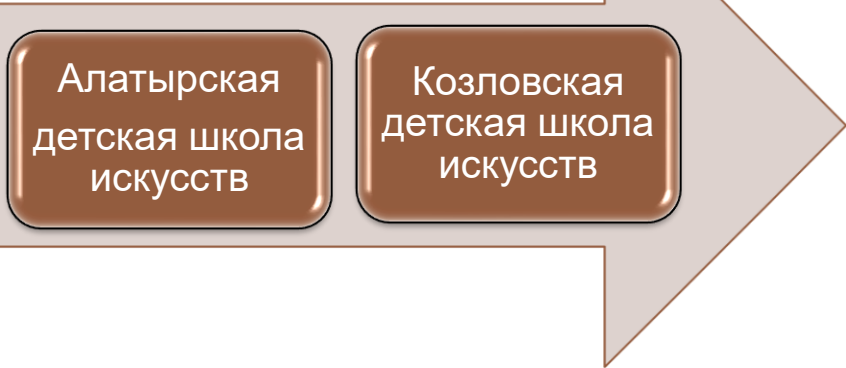 Алатырская
детская школа
искусств
Козловская
детская школа
искусств